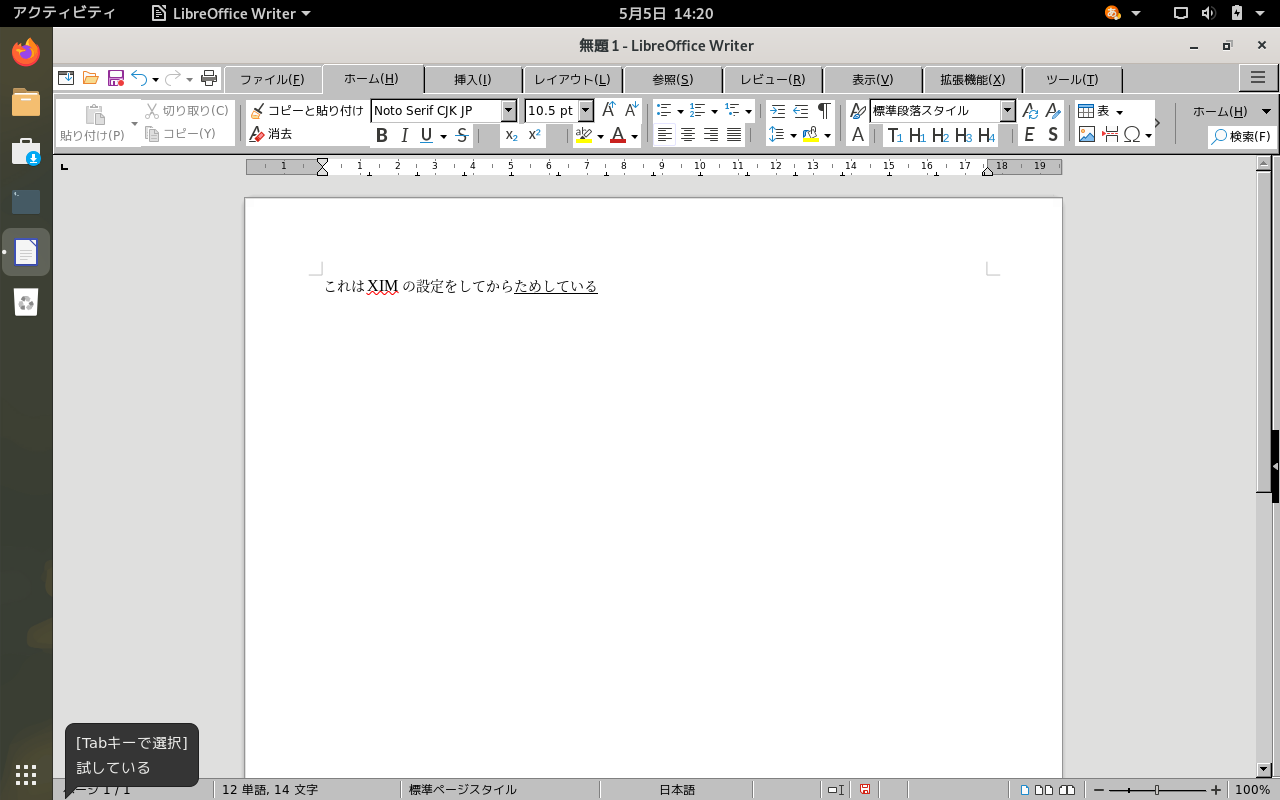 アクティビティ LibreOffice Writer 5月5日 14:20 あ
無題 1 - LibreOffice Writer
ファイル(F) ホーム(H) 挿入(I) レイアウト(L) 参照(S) レビュー(R) 表示(V) 拡張機能(X) ツール(T)
貼り付け(P) 切り取り(C) コピー(Y) コピーと貼り付け 消去
Noto Serif CJK JP 10.5 pt
標準段落スタイル
表
ホーム(H)
検索(F)
1 1 2 3 4 5 6 7 8 9 10 11 12 13 14 15 16 17 18 19
これは XIM の設定をしてからためしている
[Tabキーで選択]
試している
ページ 1 / 1 12 単語, 14 文字 標準ページスタイル 日本語 100%